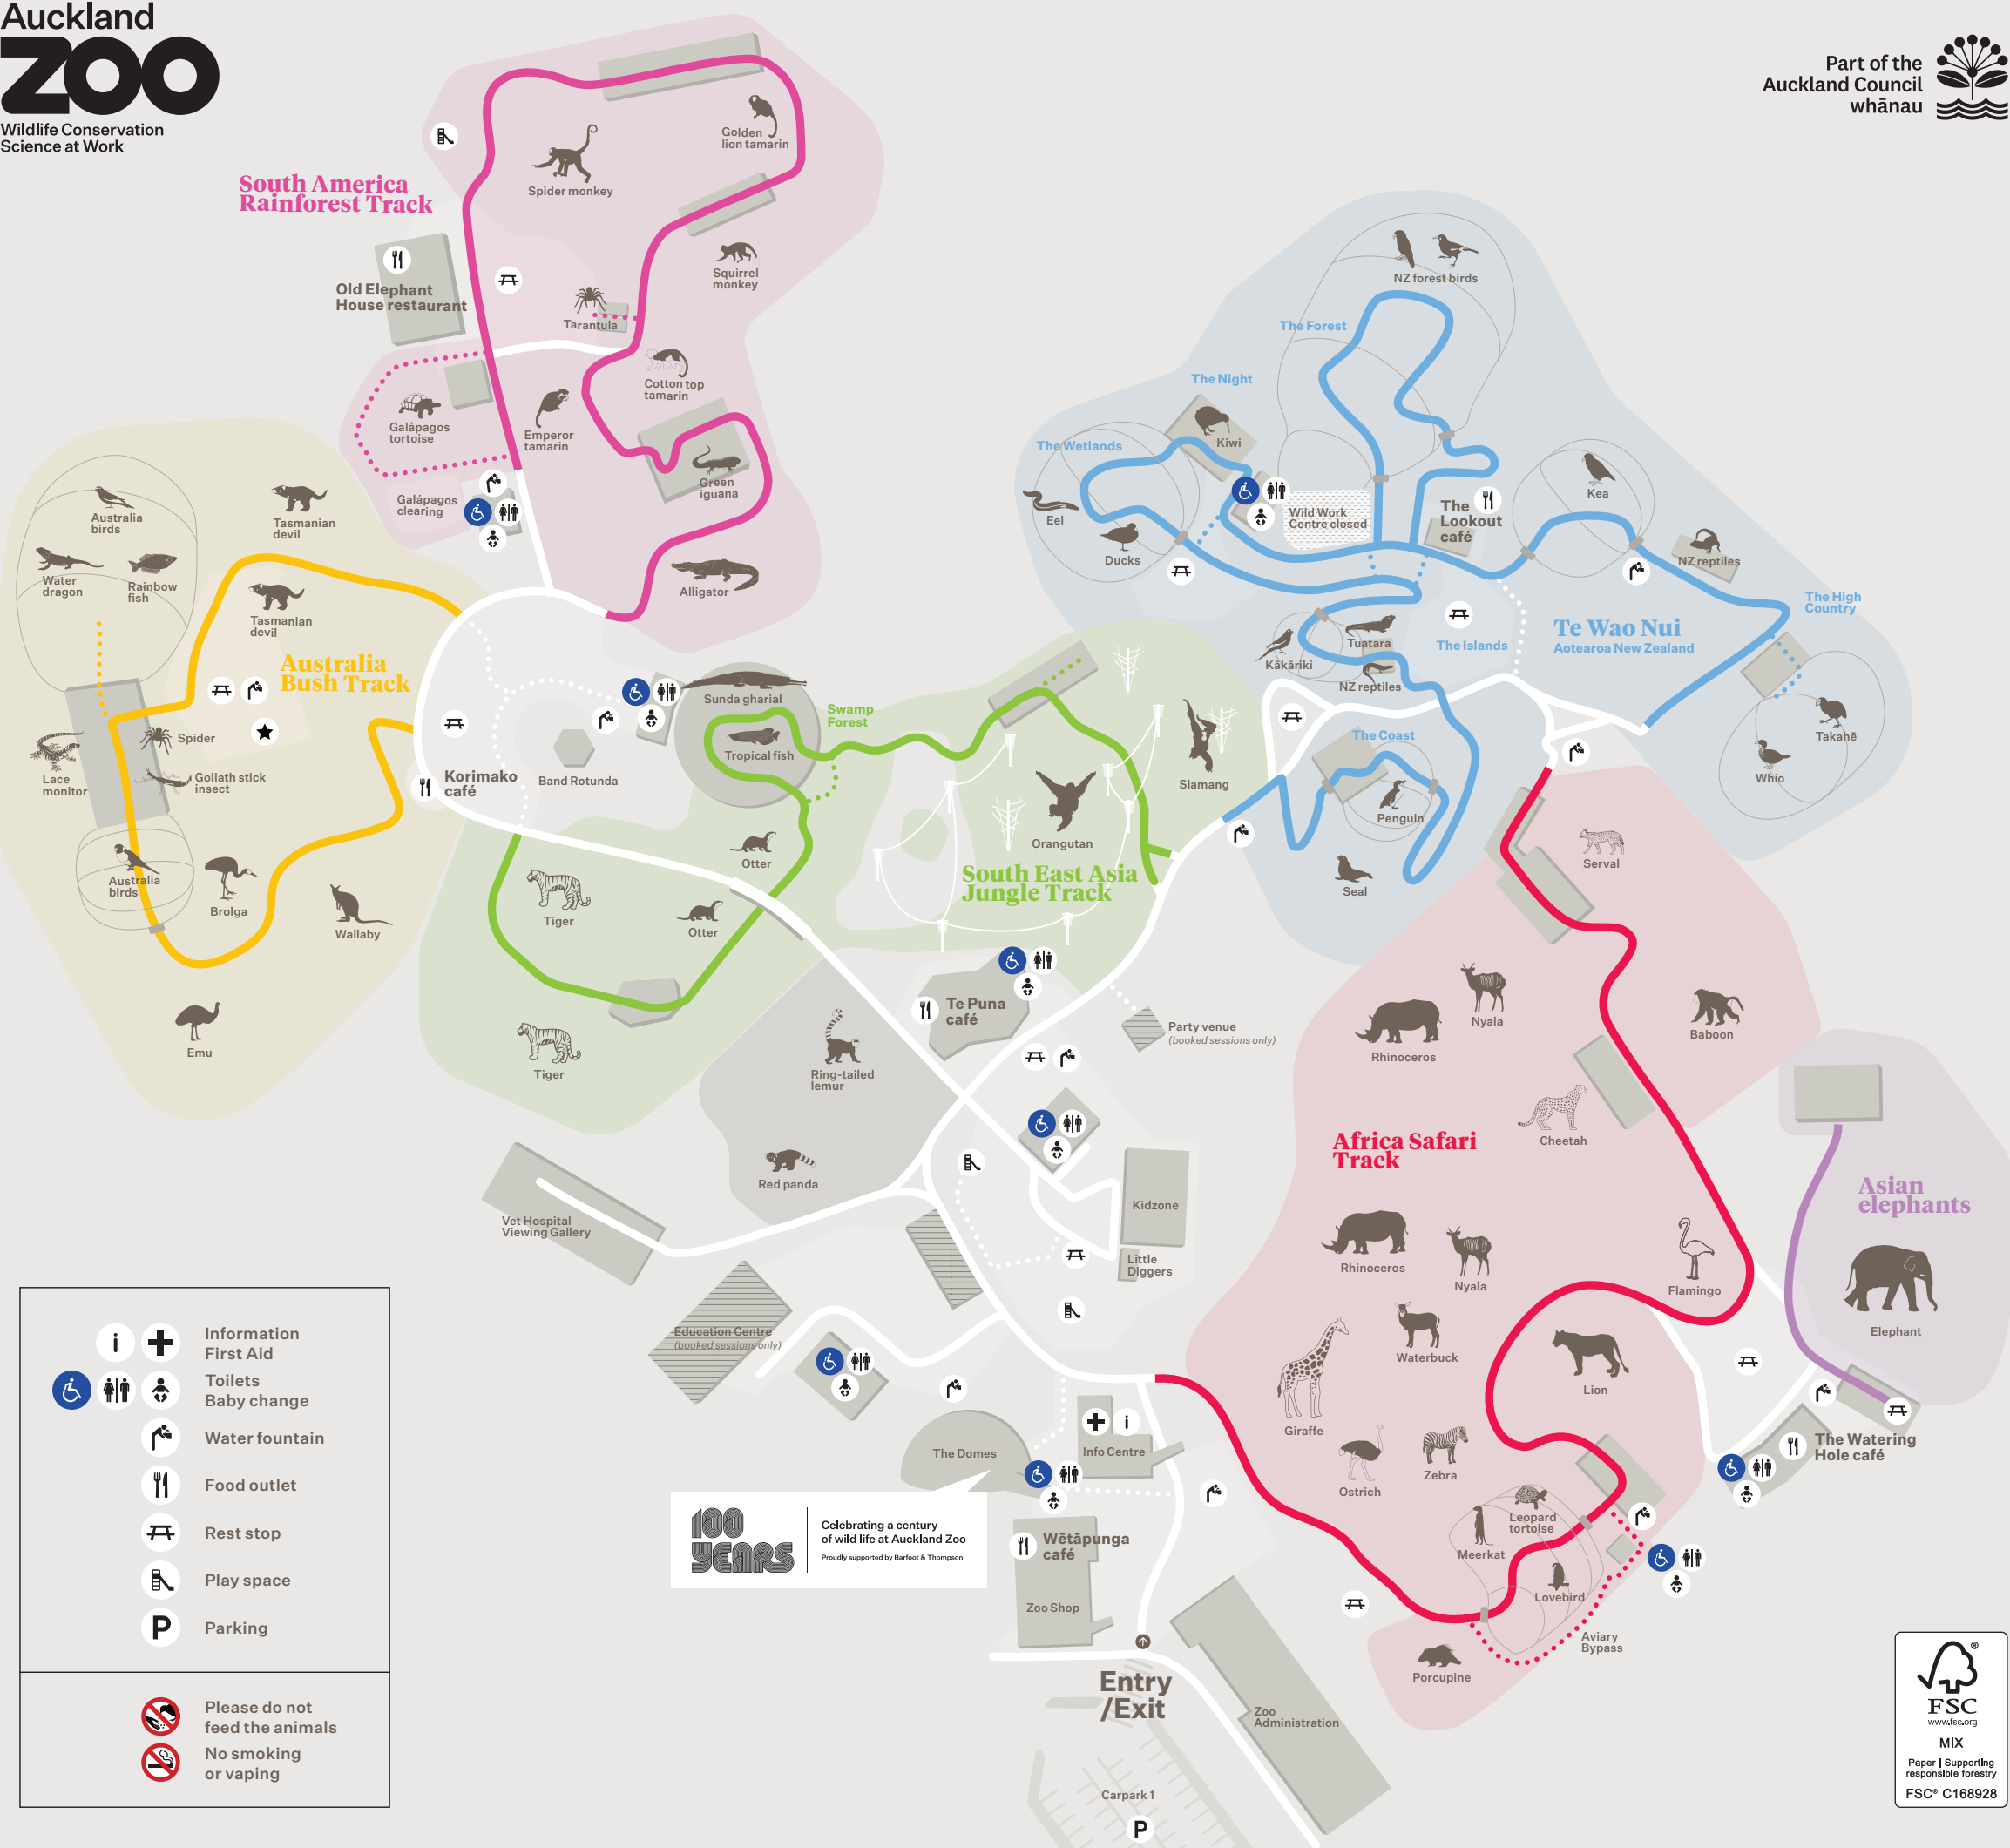 Auckland
ZOO
Wildlife Conservation
Science at Work
Part of the
Auckland Council
whānau
South America
Rainforest Track
Golden
lion tamarin
Spider monkey
Squirrel
monkey
Old Elephant
House restaurant
Tarantula
Cotton top
tamarin
Galápagos
tortoise
Emperor
tamarin
Green
iguana
Galápagos
clearing
Alligator
NZ forest birds
The Forest
The Night
Kiwi
The Wetlands
Eel
Ducks
Wild Work
Centre closed
The
Lookout
café
Kea
NZ reptiles
The High
Country
Te Wao Nui
Aotearoa New Zealand
The Islands
Tuatara
Kākāriki
NZ reptiles
The Coast
Penguin
Seal
Takahē
Whio
Australia
birds
Tasmanian
devil
Water
dragon
Rainbow
fish
Tasmanian
devil
Australia
Bush Track
Spider
Lace
monitor
Goliath stick
insect
Australia
birds
Brolga
Wallaby
Emu
Korimako
café
Band Rotunda
Sunda gharial
Swamp
Forest
Tropical fish
Siamang
Orangutan
Otter
South East Asia
Jungle Track
Tiger
Otter
Tiger
Te Puna
café
Party venue
(booked sessions only)
Ring-tailed
lemur
Red panda
Vet Hospital
Viewing Gallery
Kidzone
Little
Diggers
Education Centre
(booked sessions only)
The Domes
Info Centre
100
YEARS
Celebrating a century
of wild life at Auckland Zoo
Proudly supported by Barfoot & Thompson
Wētāpunga
café
Zoo Shop
Entry
/Exit
Zoo
Administration
Carpark 1
P
Serval
Nyala
Rhinoceros
Baboon
Cheetah
Africa Safari
Track
Rhinoceros
Nyala
Flamingo
Waterbuck
Giraffe
Lion
Ostrich
Zebra
Leopard
tortoise
Meerkat
Lovebird
Aviary
Bypass
Porcupine
Asian
elephants
Elephant
The Watering
Hole café
i
i
Information
First Aid
Toilets
Baby change
Water fountain
Food outlet
Rest stop
Play space
P
Parking
Please do not
feed the animals
No smoking
or vaping
®
FSC
www.fsc.org
MIX
Paper | Supporting
responsible forestry
FSC® C168928